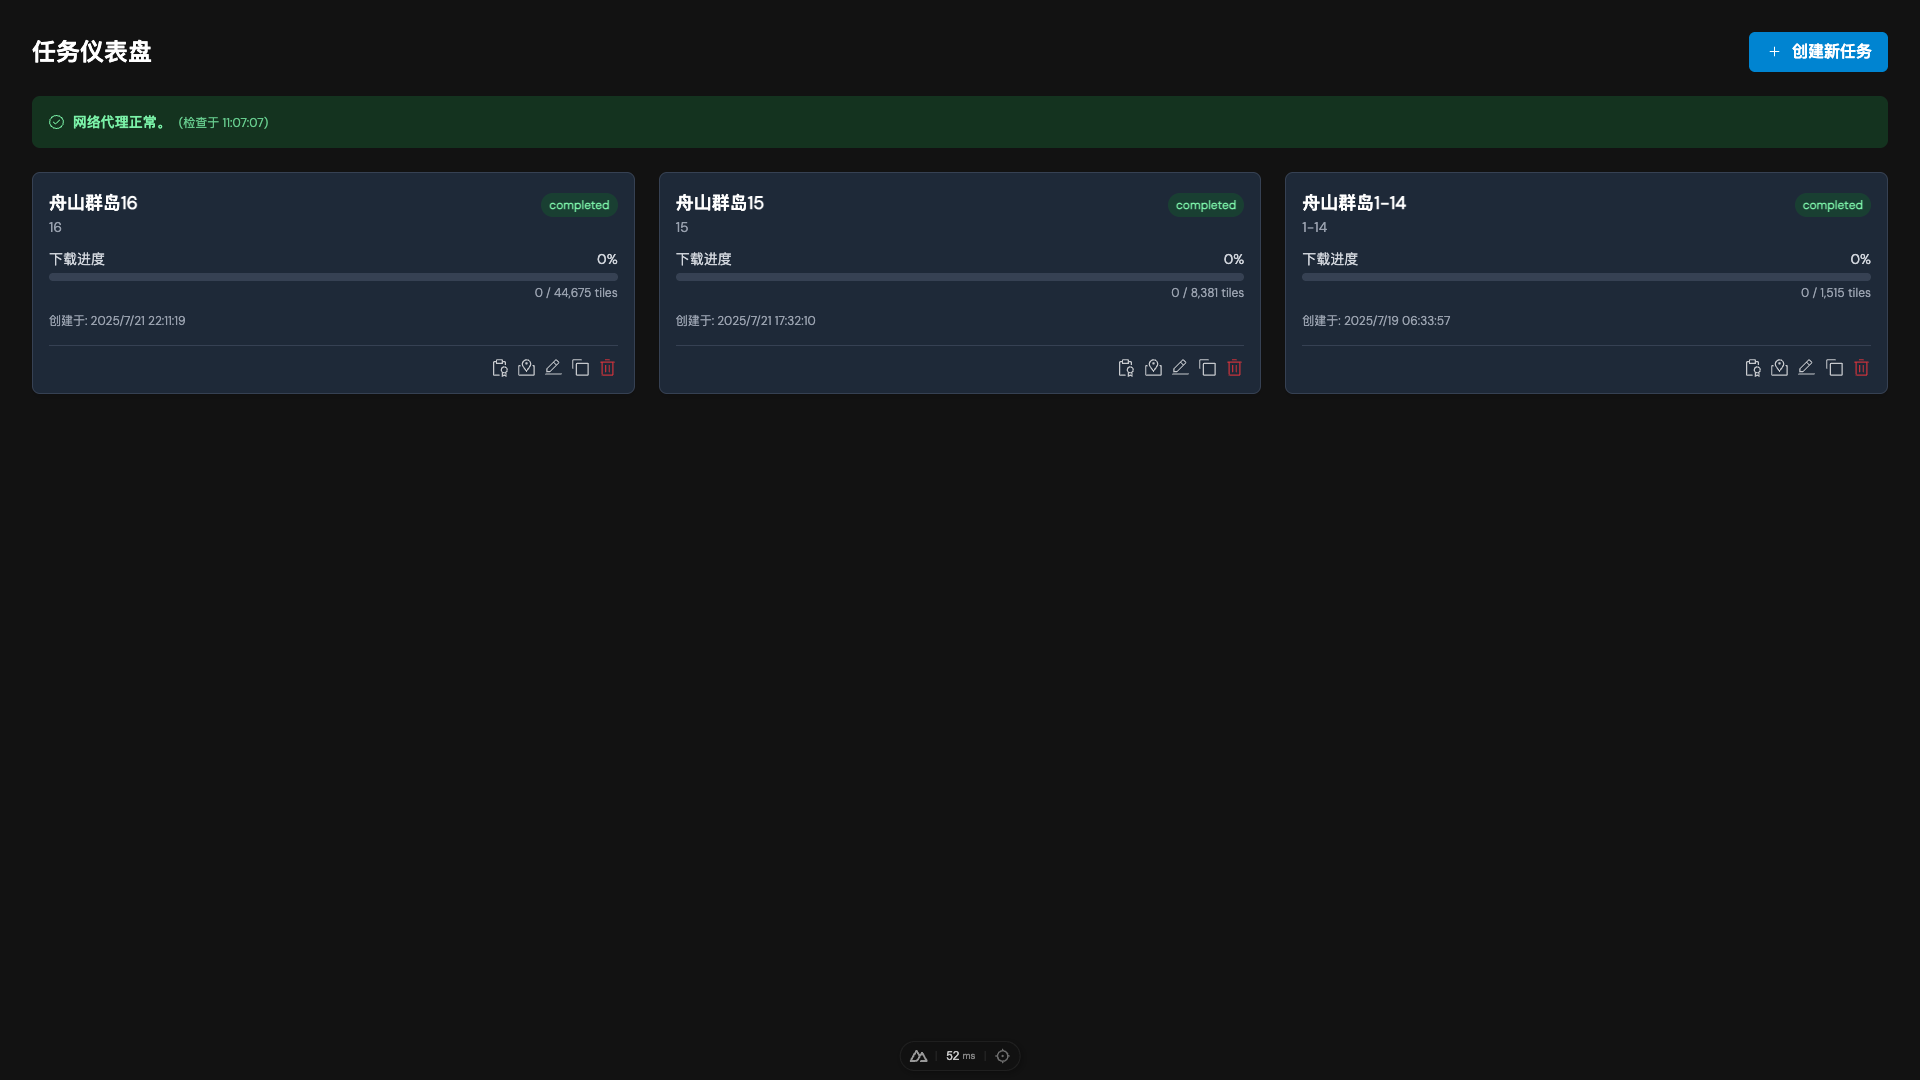 任务仪表盘
+ 创建新任务
网络代理正常。 (检查于 11:07:07)
舟山群岛16
completed
16
下载进度 0%
0 / 44,675 tiles
创建于: 2025/7/21 22:11:19
舟山群岛15
completed
15
下载进度 0%
0 / 8,381 tiles
创建于: 2025/7/21 17:32:10
舟山群岛1-14
completed
1-14
下载进度 0%
0 / 1,515 tiles
创建于: 2025/7/19 06:33:57
52 ms